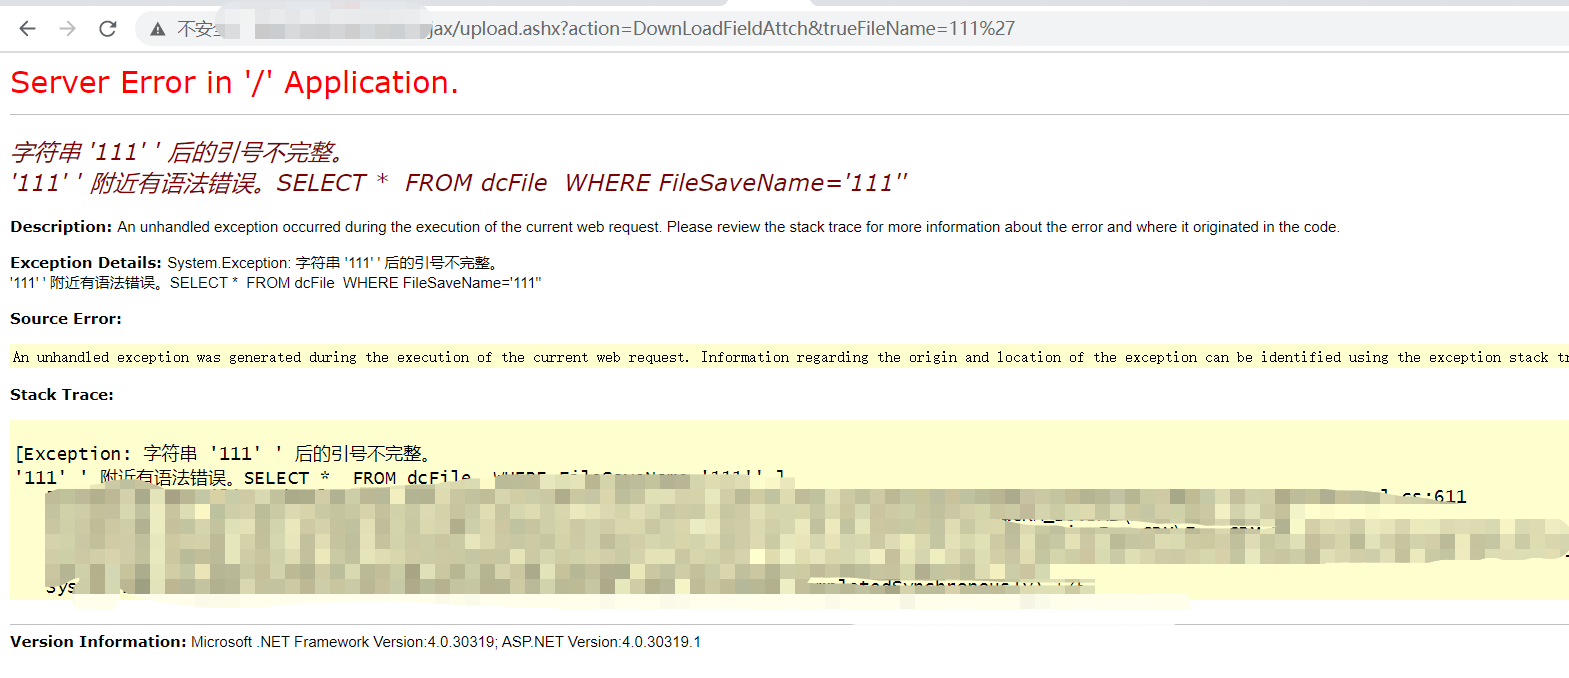 不安全 jax/upload.ashx?action=DownLoadFieldAttch&trueFileName=111%27
Server Error in '/' Application.
字符串 '111' ' 后的引号不完整。
'111' ' 附近有语法错误。SELECT * FROM dcFile WHERE FileSaveName='111''
Description: An unhandled exception occurred during the execution of the current web request. Please review the stack trace for more information about the error and where it originated in the code.
Exception Details: System.Exception: 字符串 '111' ' 后的引号不完整。
'111' ' 附近有语法错误。SELECT * FROM dcFile WHERE FileSaveName='111''
Source Error:
An unhandled exception was generated during the execution of the current web request. Information regarding the origin and location of the exception can be identified using the exception stack tr
Stack Trace:
[Exception: 字符串 '111' ' 后的引号不完整。
'111' ' 附近有语法错误。SELECT * FROM dcFile WHERE FileSaveName='111'' ]
cs:611
Version Information: Microsoft .NET Framework Version:4.0.30319; ASP.NET Version:4.0.30319.1